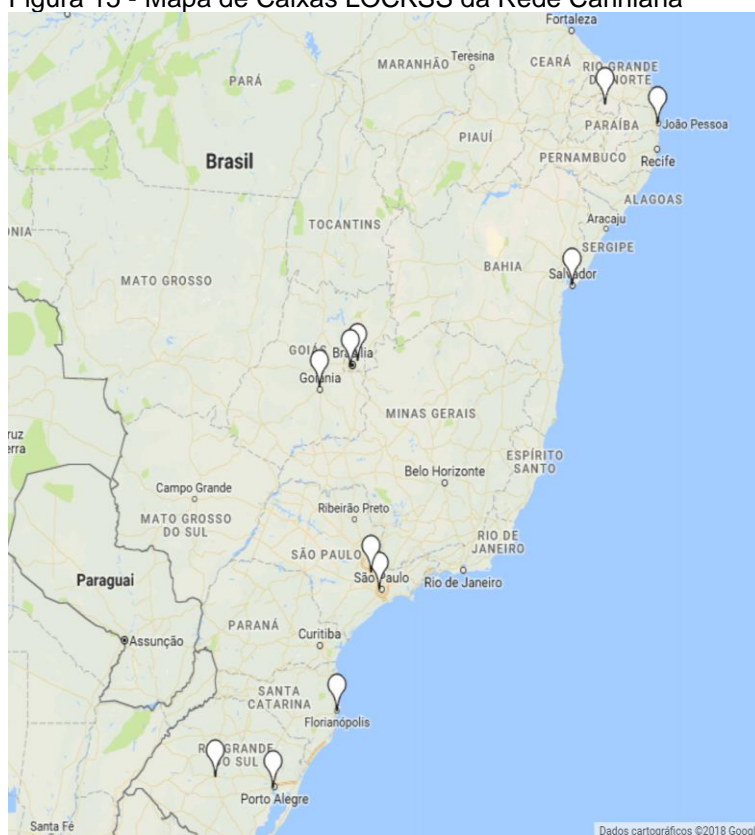 Figura 15 - Mapa de Caixas LOCKSS da Rede Cariniana
Fortaleza
MARANHÃO
Teresina
CEARÁ
RIO GRANDE
DO NORTE
PARÁ
PARAÍBA
João Pessoa
PIAUÍ
Brasil
PERNAMBUCO
Recife
ALAGOAS
TOCANTINS
Aracaju
SERGIPE
MATO GROSSO
BAHIA
Salvador
GOIÁS
Brasília
Goiânia
MINAS GERAIS
ESPÍRITO
SANTO
Belo Horizonte
Campo Grande
Ribeirão Preto
MATO GROSSO
DO SUL
RIO DE
JANEIRO
SÃO PAULO
Paraguai
São Paulo
Rio de Janeiro
PARANÁ
Curitiba
Assunção
SANTA
CATARINA
Florianópolis
RIO GRANDE
DO SUL
Porto Alegre
Santa Fé
Dados cartográficos ©2018 Goo